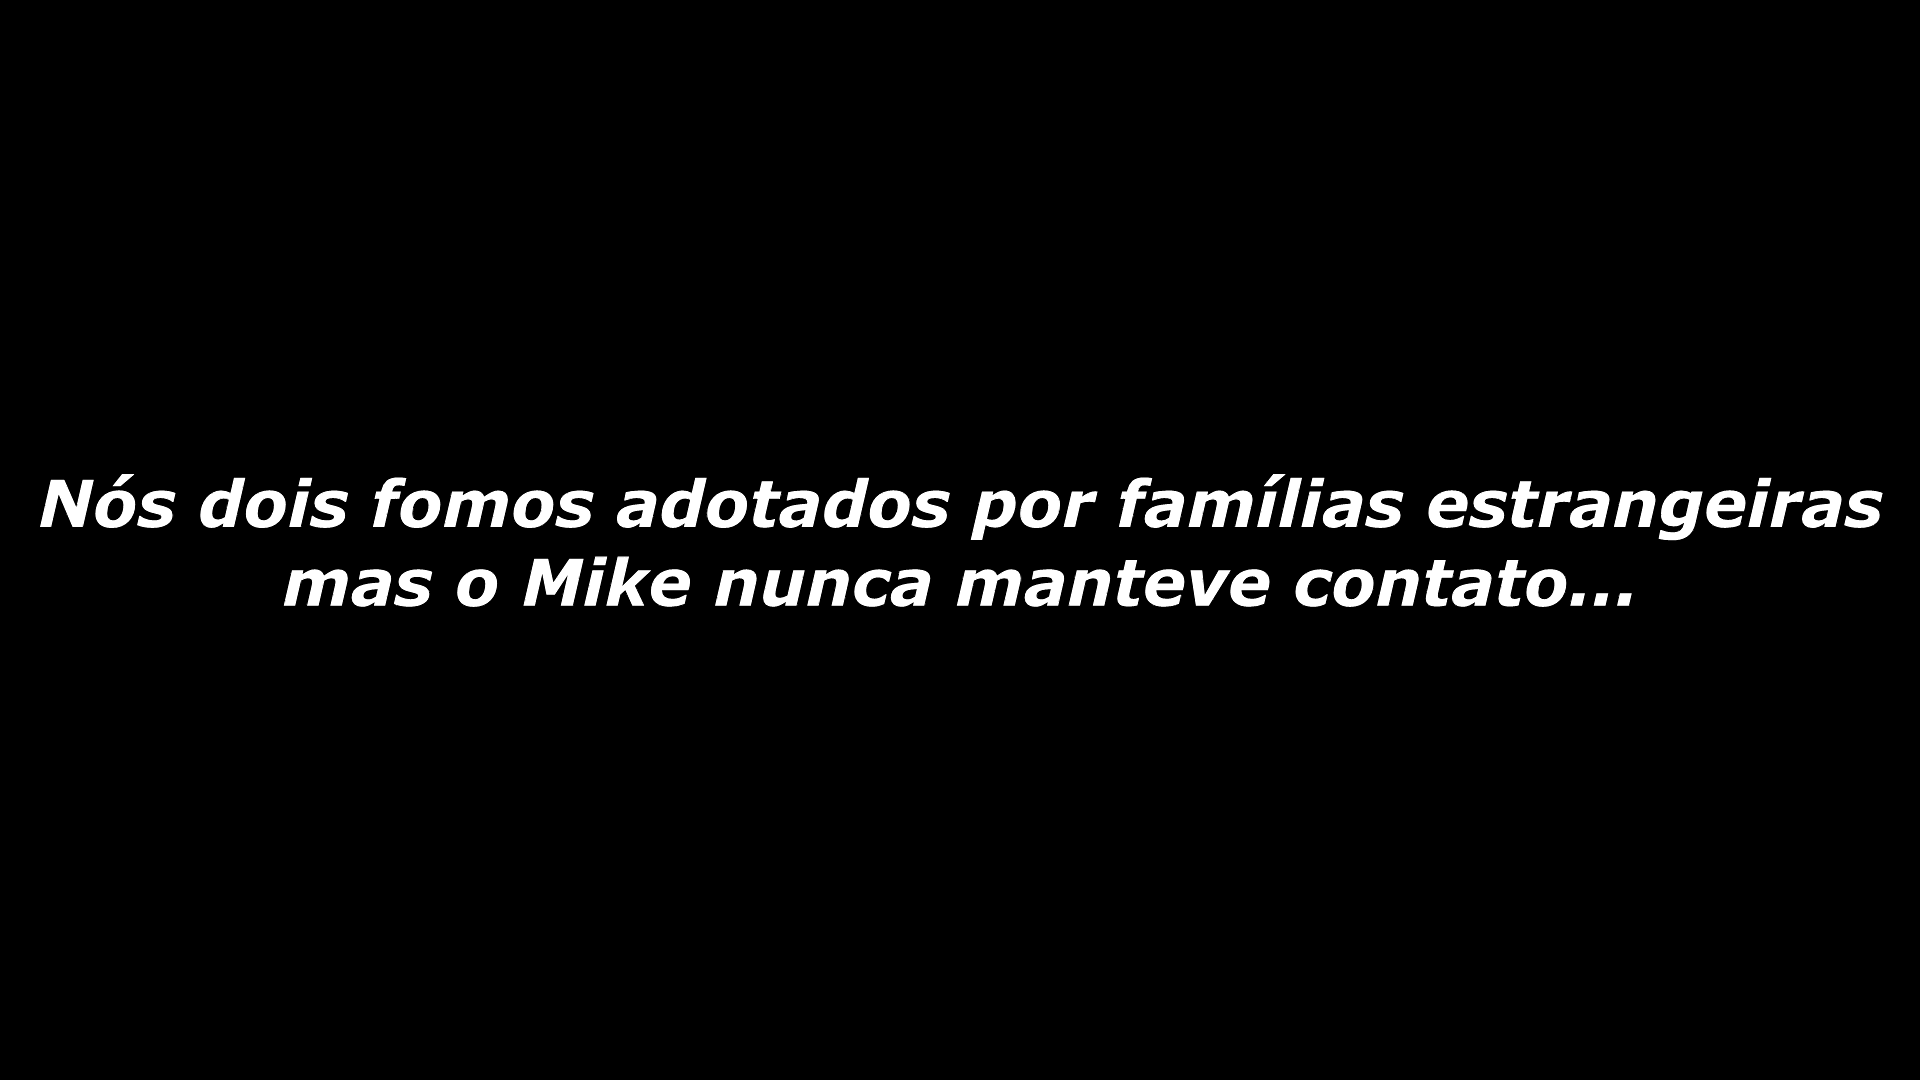 Nós dois fomos adotados por famílias estrangeiras
mas o Mike nunca manteve contato...